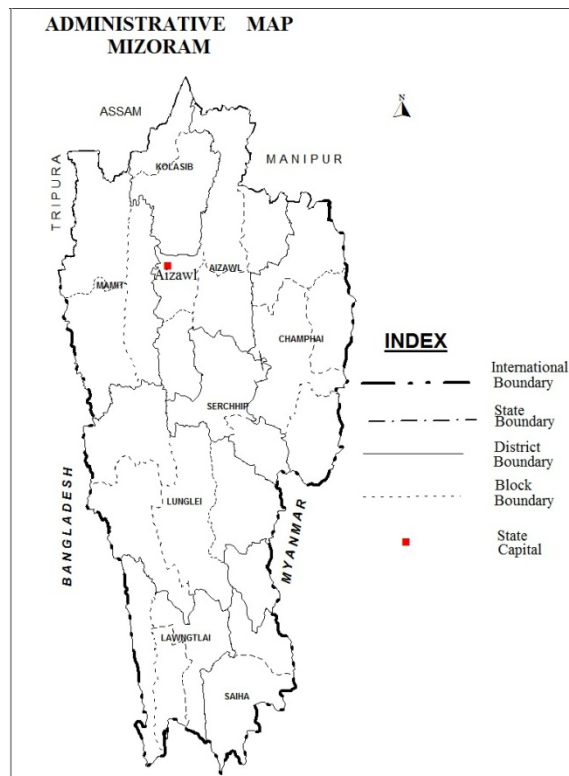 ADMINISTRATIVE MAP
MIZORAM
N
ASSAM
MANIPUR
TRIPURA
KOLASIB
Aizawl
AIZAWL
MAMIT
CHAMPHAI
SERCHHIP
LUNGLEI
BANGLADESH
MYANMAR
LAWNGTLAI
SAIHA
INDEX
International
Boundary
State
Boundary
District
Boundary
Block
Boundary
State
Capital